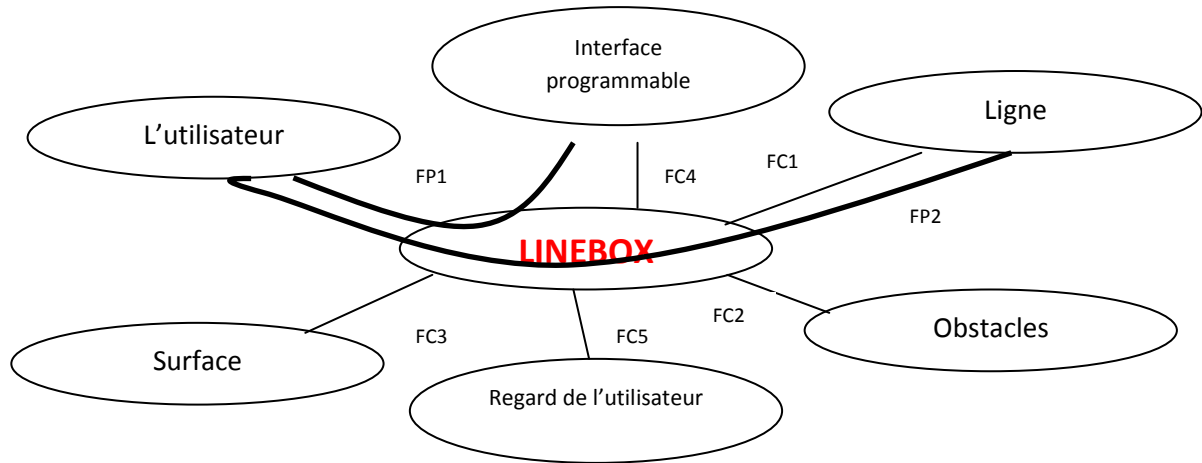 Interface
programmable
L’utilisateur
Ligne
FP1
FC4
FC1
FP2
LINEBOX
FC3
FC5
FC2
Surface
Obstacles
Regard de l’utilisateur